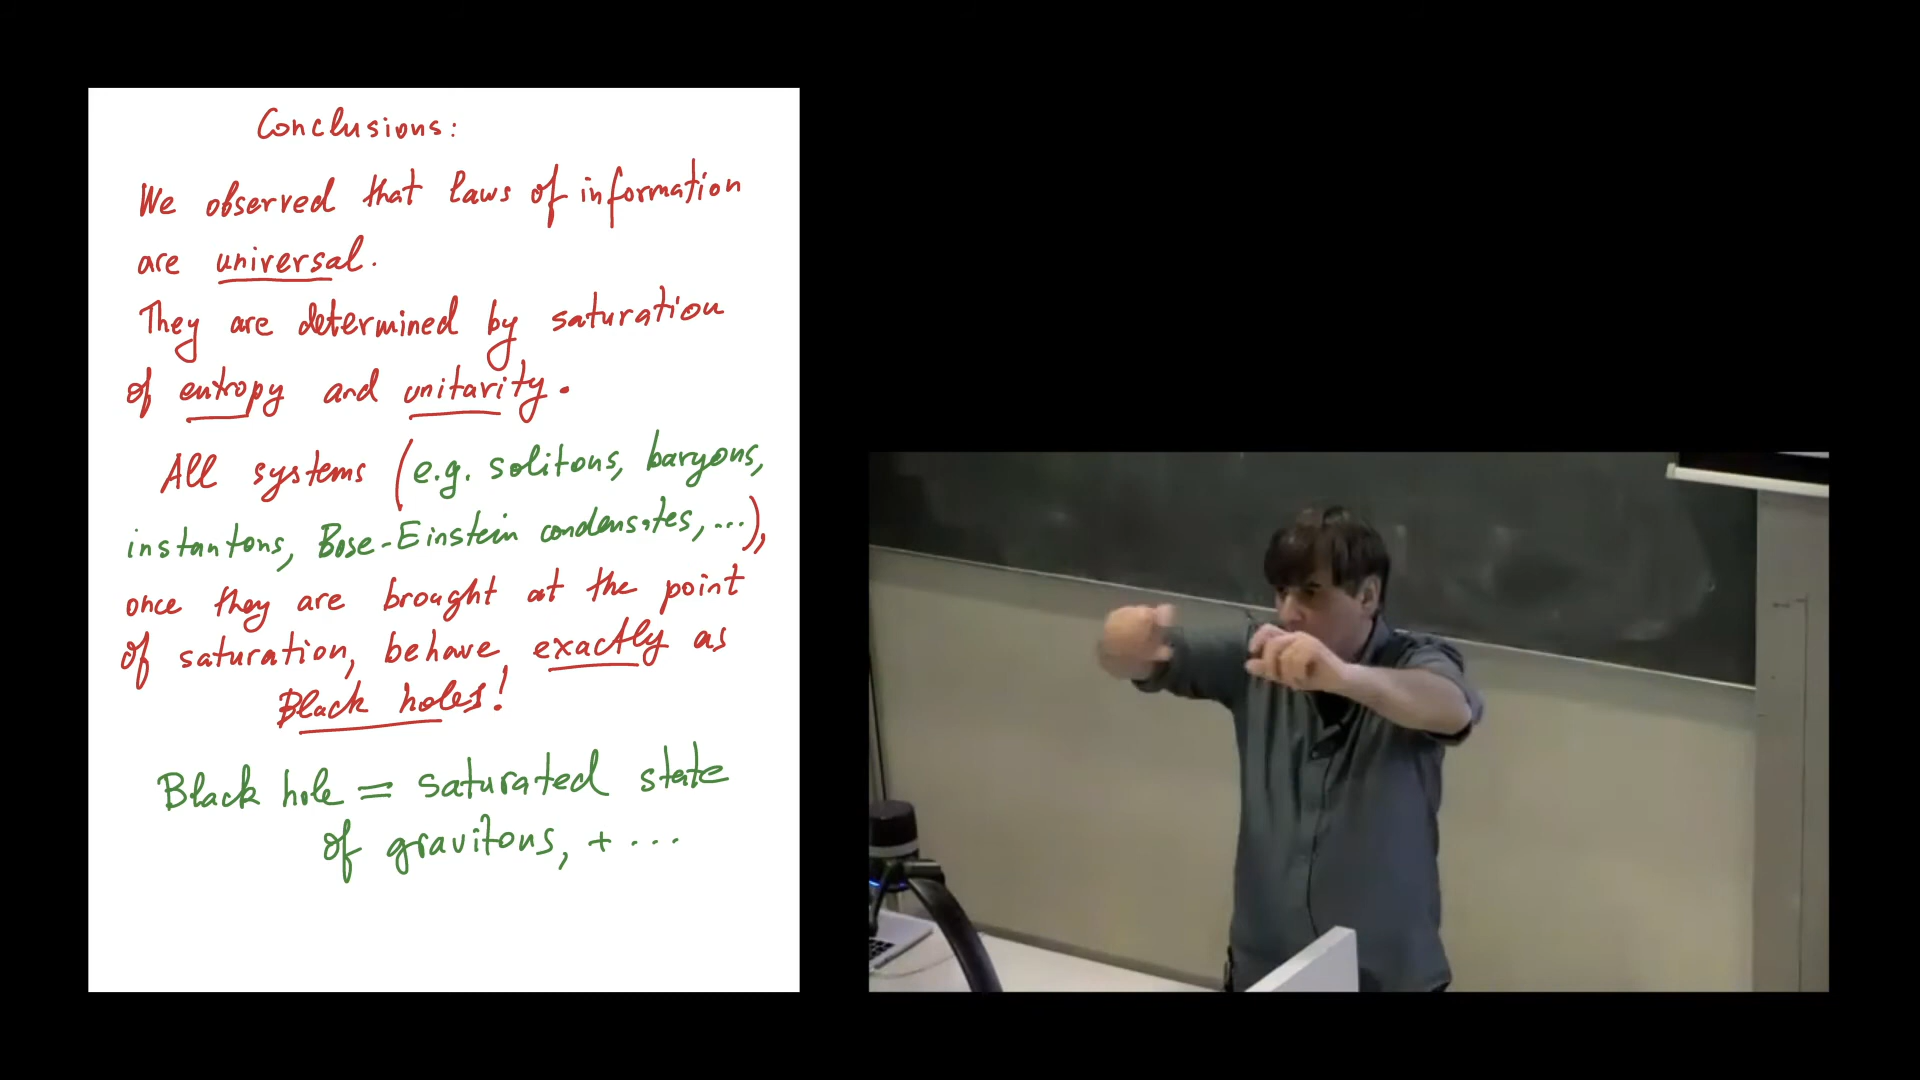 Conclusions:
We observed that laws of information
are universal.
They are determined by saturation
of entropy and unitarity.
All systems (e.g. solitons, baryons,
instantons, Bose-Einstein condensates, ...),
once they are brought at the point
of saturation, behave exactly as
Black holes!
Black hole = saturated state
of gravitons, + ...